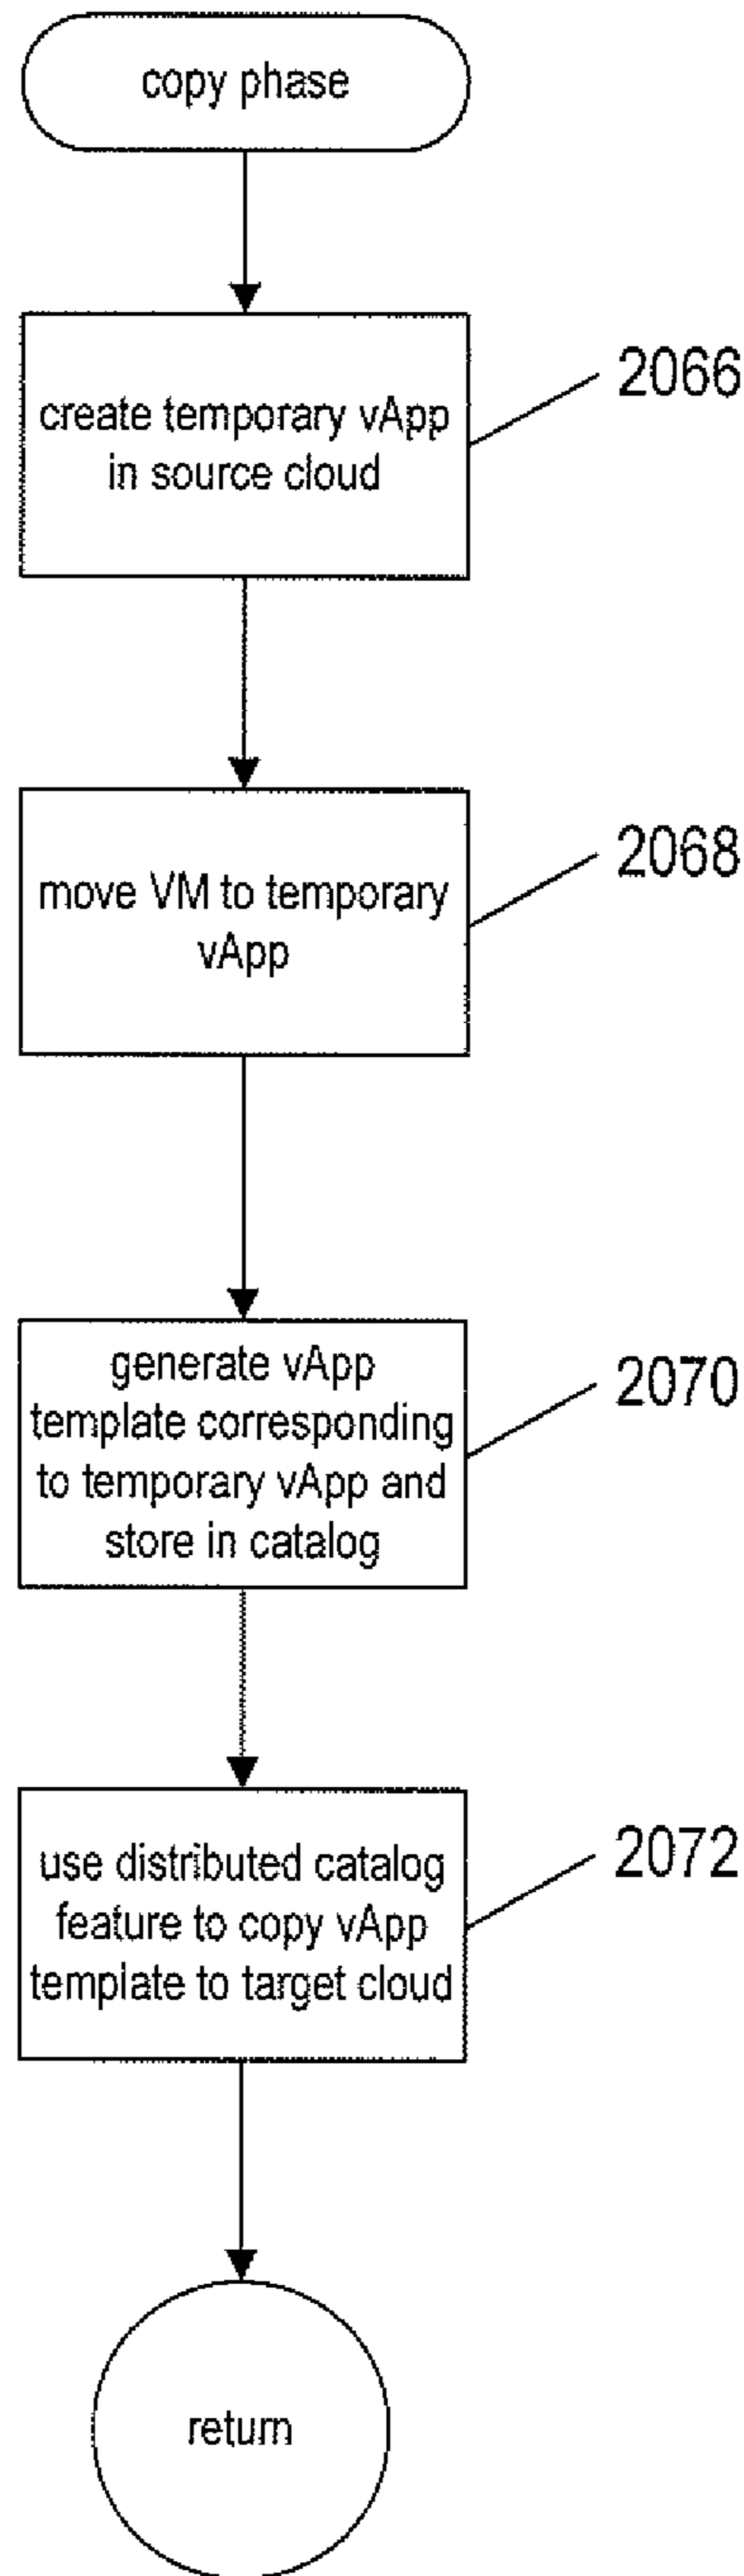 copy phase
create temporary vApp
in source cloud
2066
move VM to temporary
vApp
2068
generate vApp
template corresponding
to temporary vApp and
store in catalog
2070
use distributed catalog
feature to copy vApp
template to target cloud
2072
return